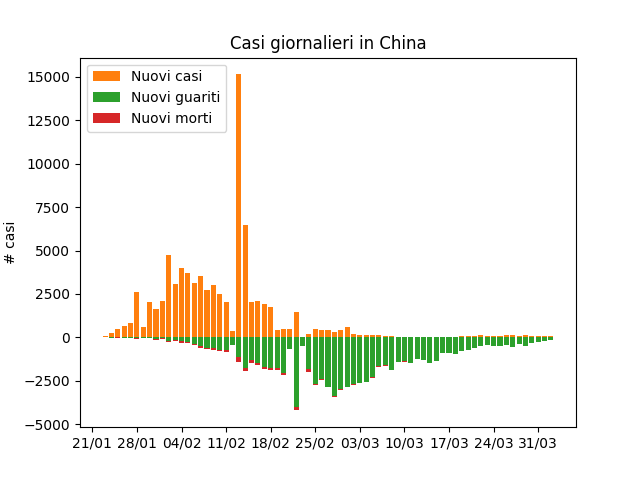 Casi giornalieri in China
Nuovi casi
Nuovi guariti
Nuovi morti
# casi
15000
12500
10000
7500
5000
2500
0
−2500
−5000
21/01 28/01 04/02 11/02 18/02 25/02 03/03 10/03 17/03 24/03 31/03